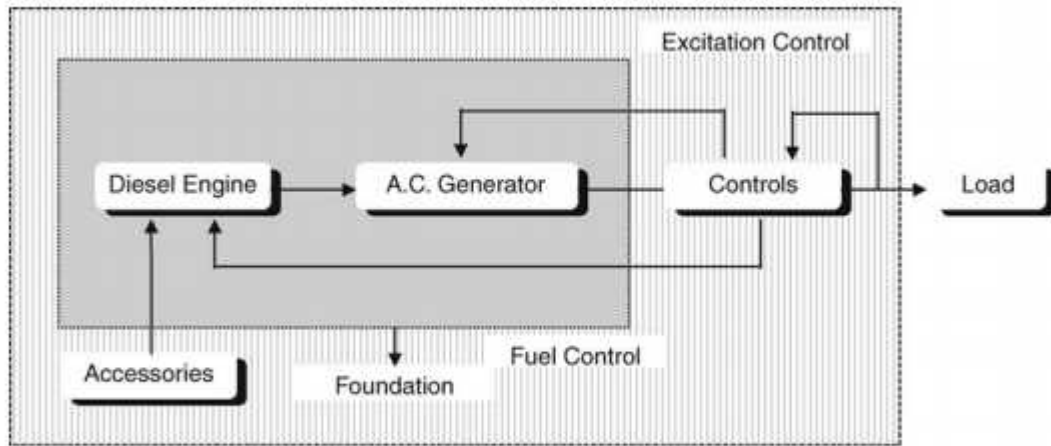 Excitation Control
Diesel Engine
A.C. Generator
Controls
Load
Accessories
Foundation
Fuel Control